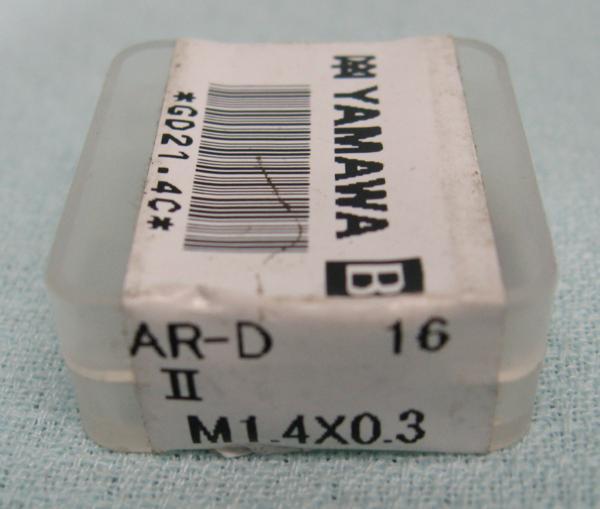 YAMAWA
B
*GD21.4C*
AR-D 16
II
M1.4X0.3